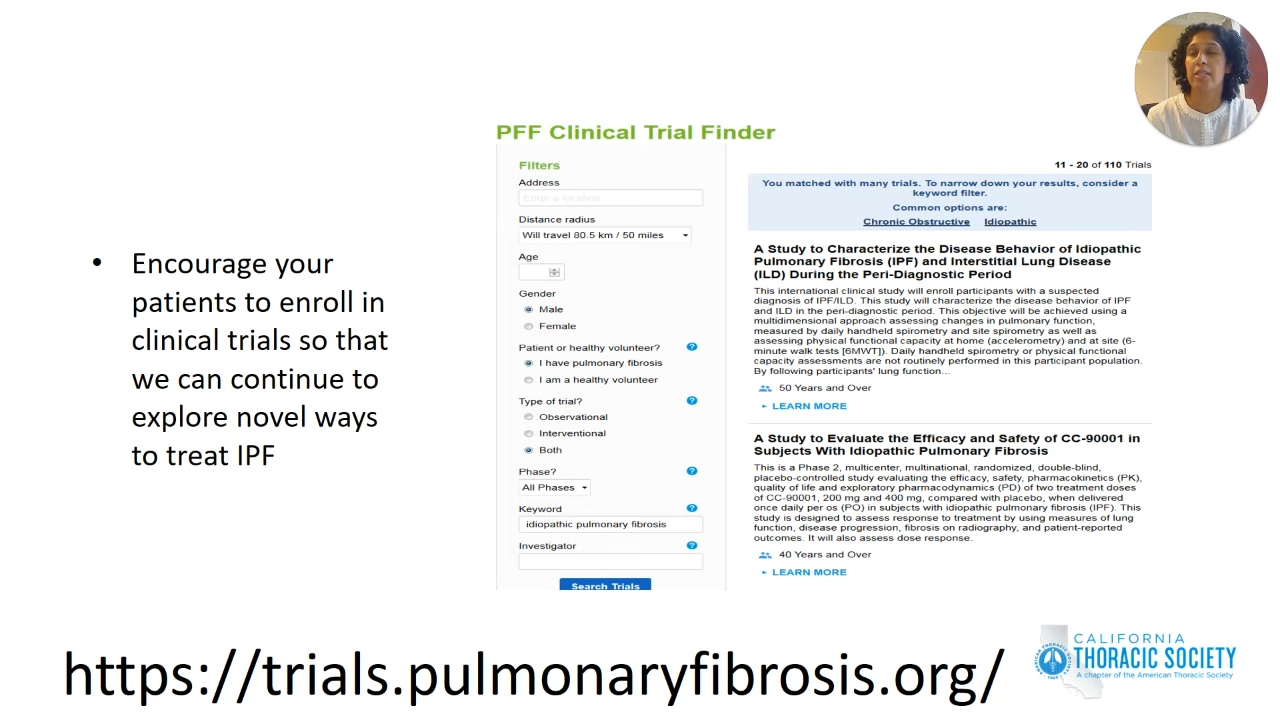 • Encourage your
patients to enroll in
clinical trials so that
we can continue to
explore novel ways
to treat IPF
PFF Clinical Trial Finder
Filters
Address
Enter a location
Distance radius
Will travel 80.5 km / 50 miles
Age
Gender
Male
Female
Patient or healthy volunteer?
?
I have pulmonary fibrosis
I am a healthy volunteer
Type of trial?
?
Observational
Interventional
Both
Phase?
?
All Phases
Keyword
?
idiopathic pulmonary fibrosis
Investigator
?
Search Trials
11 - 20 of 110 Trials
You matched with many trials. To narrow down your results, consider a
keyword filter.
Common options are:
Chronic Obstructive Idiopathic
A Study to Characterize the Disease Behavior of Idiopathic
Pulmonary Fibrosis (IPF) and Interstitial Lung Disease
(ILD) During the Peri-Diagnostic Period
This international clinical study will enroll participants with a suspected
diagnosis of IPF/ILD. This study will characterize the disease behavior of IPF
and ILD in the peri-diagnostic period. This objective will be achieved using a
multidimensional approach assessing changes in pulmonary function,
measured by daily handheld spirometry and site spirometry as well as
assessing physical functional capacity at home (accelerometry) and at site (6-
minute walk tests [6MWT]). Daily handheld spirometry or physical functional
capacity assessments are not routinely performed in this participant population.
By following participants' lung function...
50 Years and Over
LEARN MORE
A Study to Evaluate the Efficacy and Safety of CC-90001 in
Subjects With Idiopathic Pulmonary Fibrosis
This is a Phase 2, multicenter, multinational, randomized, double-blind,
placebo-controlled study evaluating the efficacy, safety, pharmacokinetics (PK),
quality of life and exploratory pharmacodynamics (PD) of two treatment doses
of CC-90001, 200 mg and 400 mg, compared with placebo, when delivered
once daily per os (PO) in subjects with idiopathic pulmonary fibrosis (IPF). This
study is designed to assess response to treatment by using measures of lung
function, disease progression, fibrosis on radiography, and patient-reported
outcomes. It will also assess dose response.
40 Years and Over
LEARN MORE
https://trials.pulmonaryfibrosis.org/
CALIFORNIA
THORACIC SOCIETY
A chapter of the American Thoracic Society